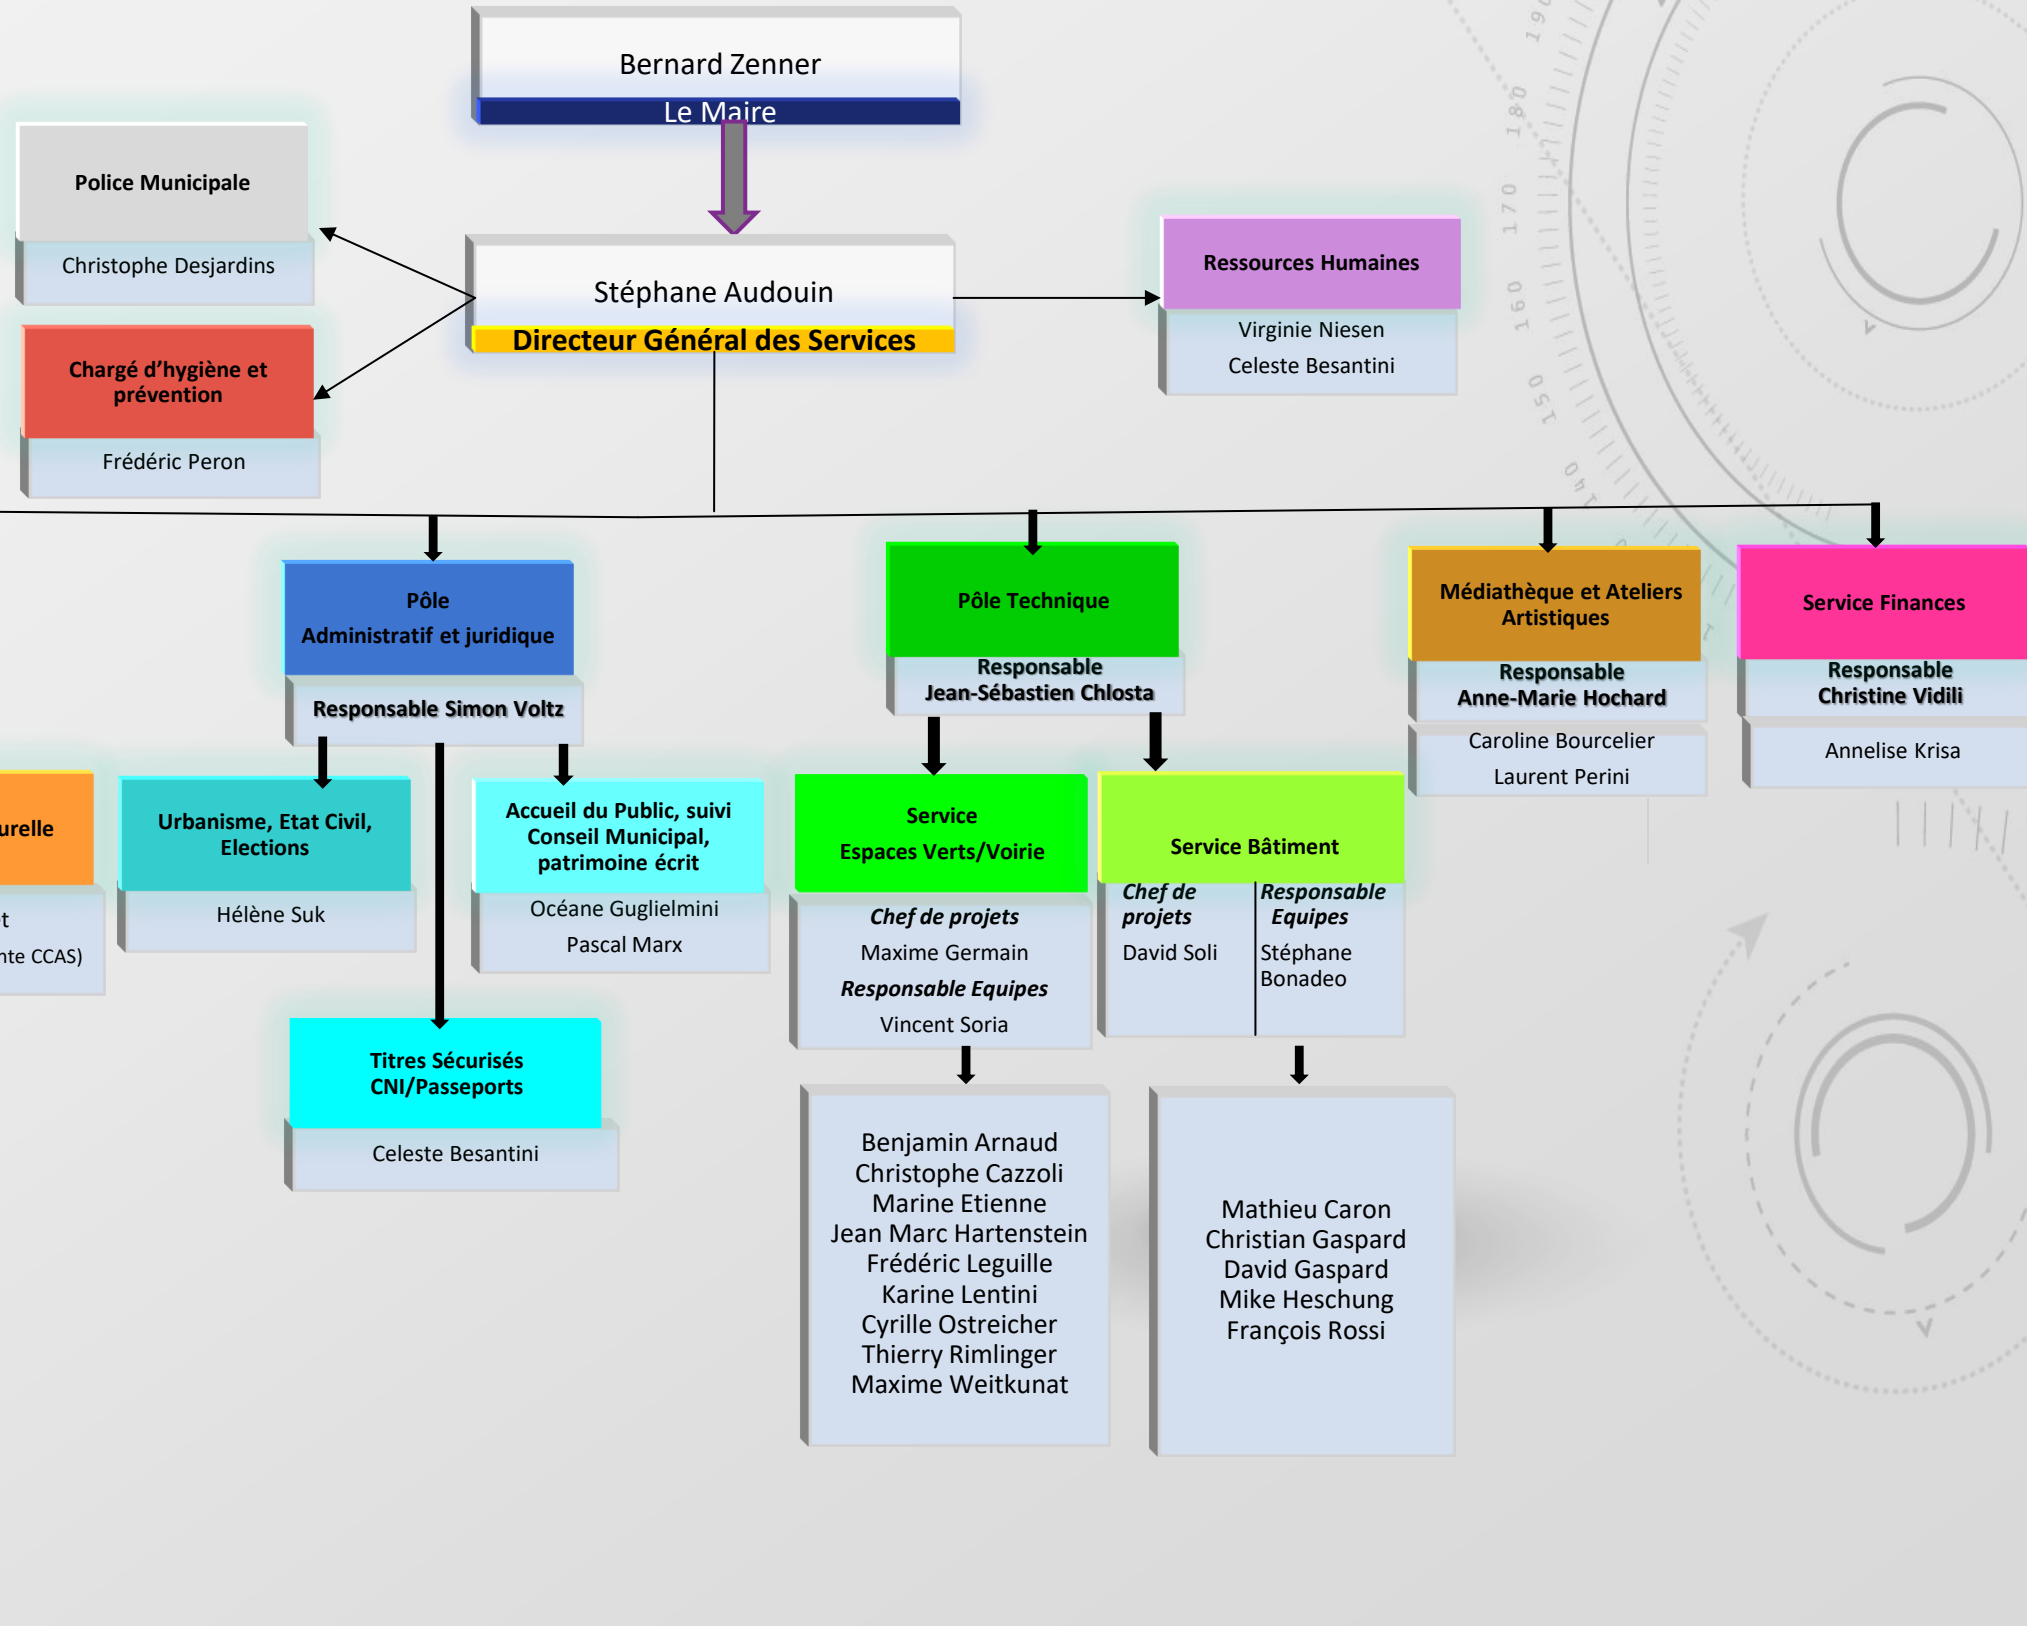 Bernard Zenner
Le Maire
Police Municipale
Christophe Desjardins
Stéphane Audouin
Directeur Général des Services
Ressources Humaines
Virginie Niesen
Celeste Besantini
Chargé d’hygiène et
prévention
Frédéric Peron
Pôle
Administratif et juridique
Responsable Simon Voltz
Pôle Technique
Responsable
Jean-Sébastien Chlosta
Médiathèque et Ateliers
Artistiques
Responsable
Anne-Marie Hochard
Caroline Bourcelier
Laurent Perini
Service Finances
Responsable
Christine Vidili
Annelise Krisa
CCAS)
Urbanisme, Etat Civil,
Elections
Hélène Suk
Accueil du Public, suivi
Conseil Municipal,
patrimoine écrit
Océane Guglielmini
Pascal Marx
Titres Sécurisés
CNI/Passeports
Celeste Besantini
Service
Espaces Verts/Voirie
Chef de projets
Maxime Germain
Responsable Equipes
Vincent Soria
Benjamin Arnaud
Christophe Cazzoli
Marine Etienne
Jean Marc Hartenstein
Frédéric Leguille
Karine Lentini
Cyrille Ostreicher
Thierry Rimlinger
Maxime Weitkunat
Service Bâtiment
Chef de
projets
David Soli
Responsable
Equipes
Stéphane
Bonadeo
Mathieu Caron
Christian Gaspard
David Gaspard
Mike Heschung
François Rossi
190
180
170
160
150
140